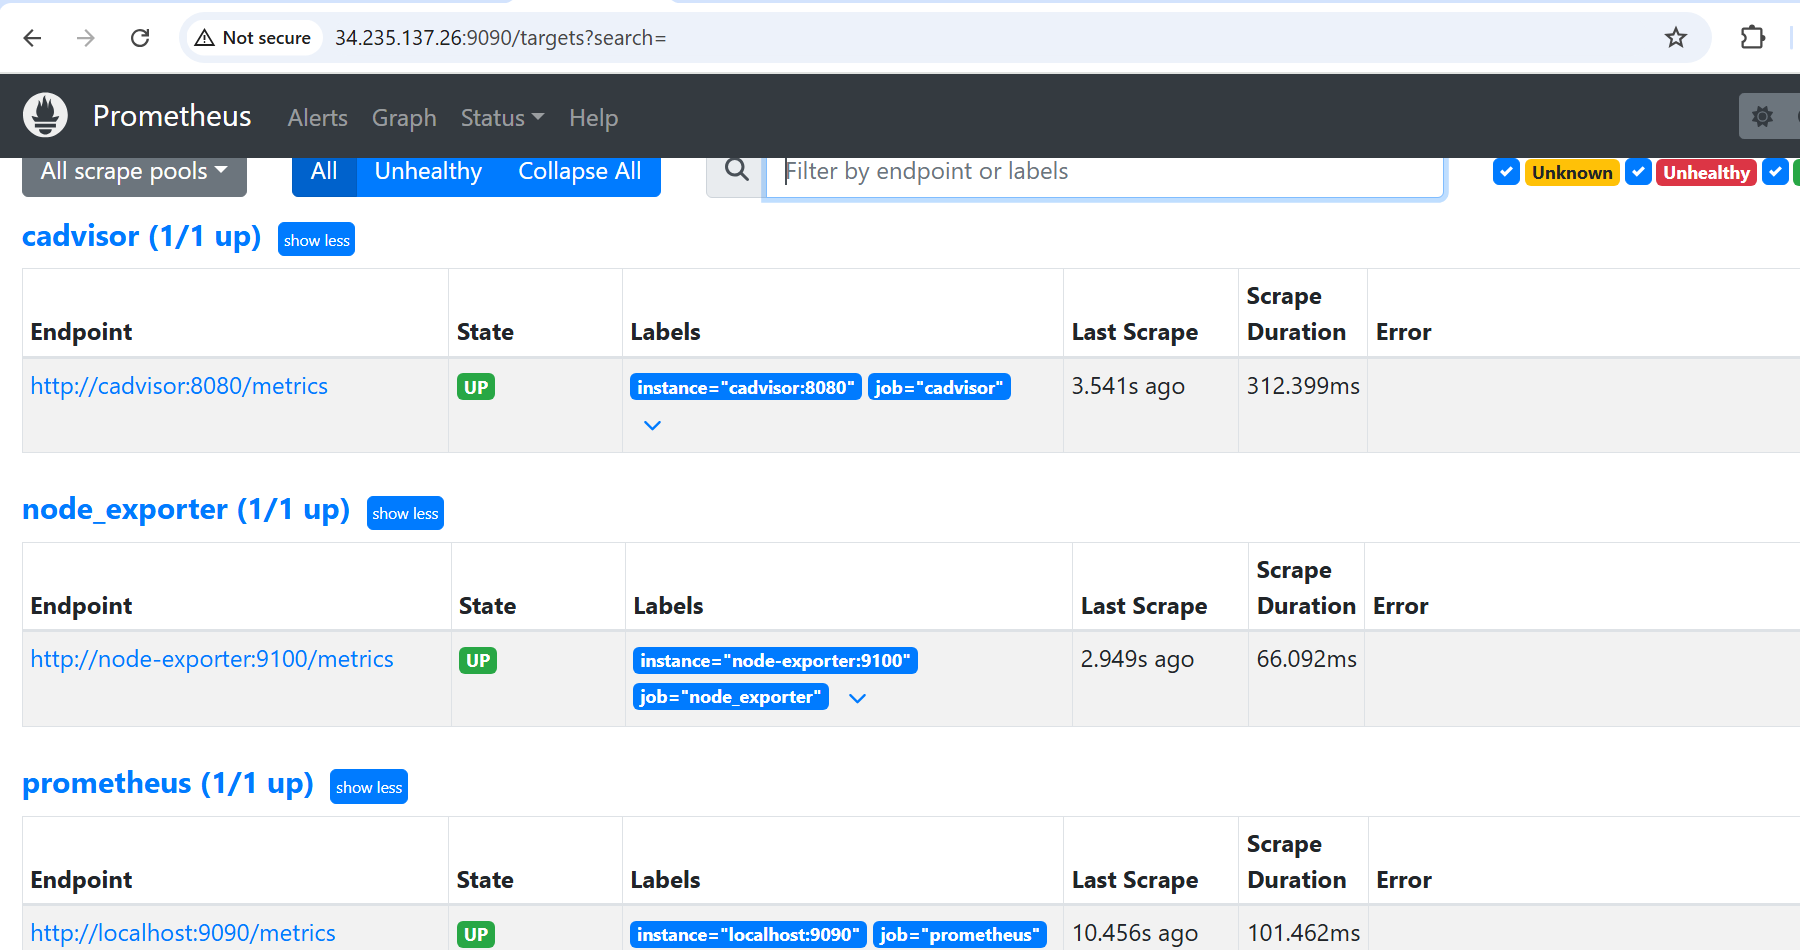 Not secure 34.235.137.26:9090/targets?search=
Prometheus Alerts Graph Status Help
All scrape pools All Unhealthy Collapse All Filter by endpoint or labels Unknown Unhealthy
cadvisor (1/1 up) show less
Endpoint State Labels Last Scrape Scrape Duration Error
http://cadvisor:8080/metrics UP instance="cadvisor:8080" job="cadvisor" 3.541s ago 312.399ms
node_exporter (1/1 up) show less
Endpoint State Labels Last Scrape Scrape Duration Error
http://node-exporter:9100/metrics UP instance="node-exporter:9100" 2.949s ago 66.092ms
job="node_exporter"
prometheus (1/1 up) show less
Endpoint State Labels Last Scrape Scrape Duration Error
http://localhost:9090/metrics UP instance="localhost:9090" job="prometheus" 10.456s ago 101.462ms